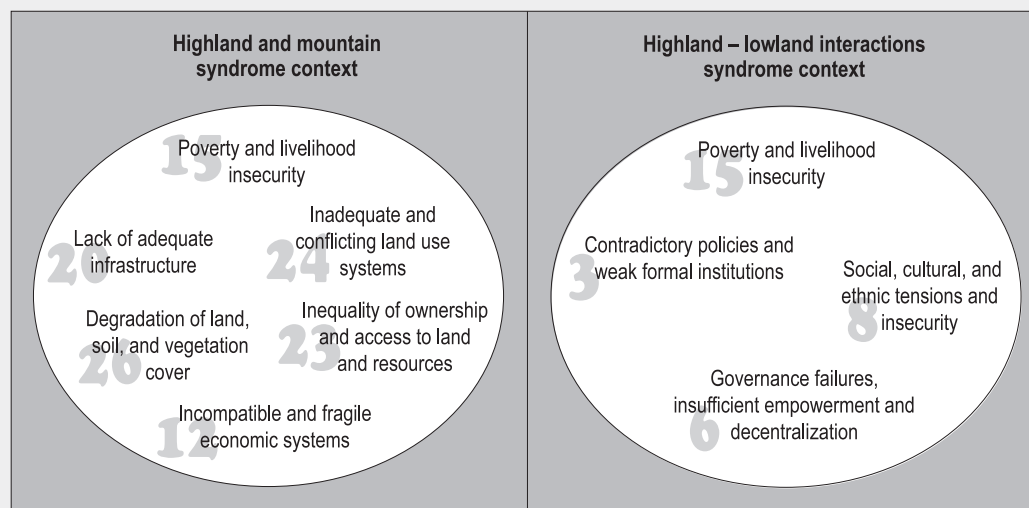 Highland and mountain
syndrome context
15 Poverty and livelihood
insecurity
20 Lack of adequate
infrastructure
24 Inadequate and
conflicting land use
systems
26 Degradation of land,
soil, and vegetation
cover
23 Inequality of ownership
and access to land
and resources
12 Incompatible and fragile
economic systems
Highland – lowland interactions
syndrome context
15 Poverty and livelihood
insecurity
3 Contradictory policies and
weak formal institutions
8 Social, cultural, and
ethnic tensions and
insecurity
6 Governance failures,
insufficient empowerment and
decentralization